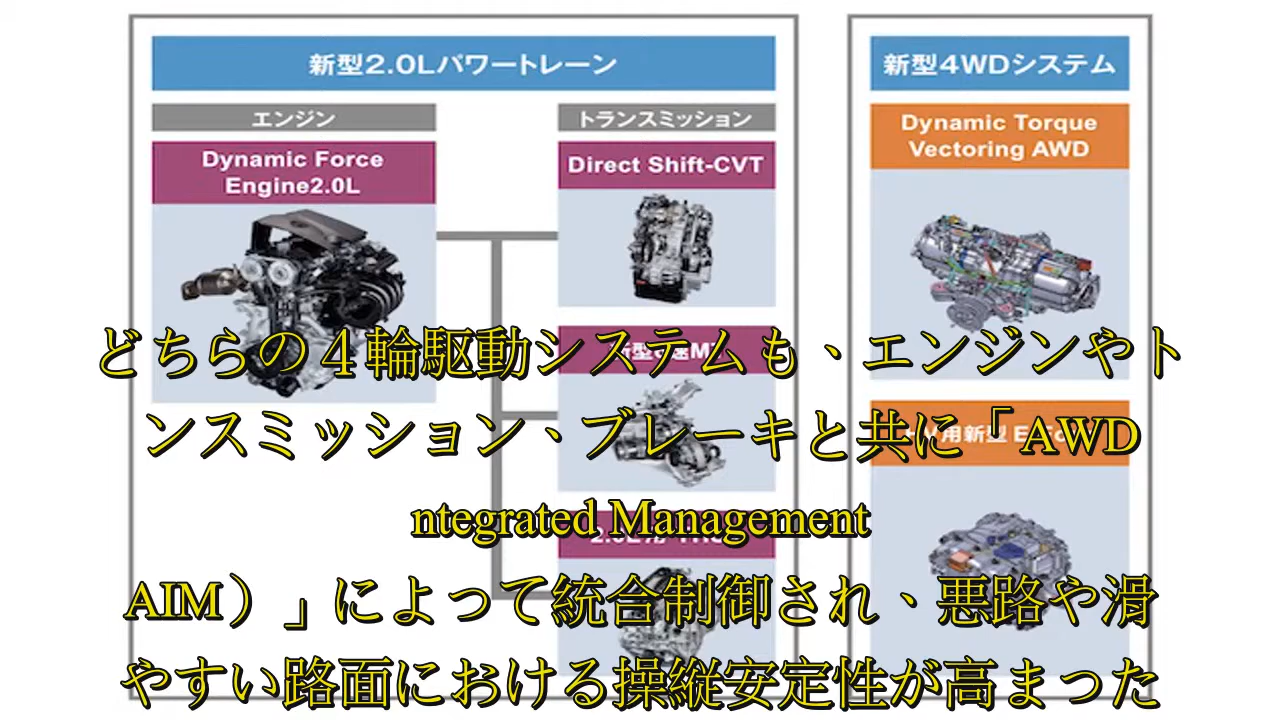 新型2.0Lパワートレーン
新型4WDシステム
エンジン
トランスミッション
Dynamic Force
Engine2.0L
Direct Shift-CVT
Dynamic Torque
Vectoring AWD
どちらの４輪駆動システムも、エンジンやト
ンスミッション、ブレーキと共に「AWD
ntegrated Management
AIM）」によって統合制御され、悪路や滑
やすい路面における操縦安定性が高まった